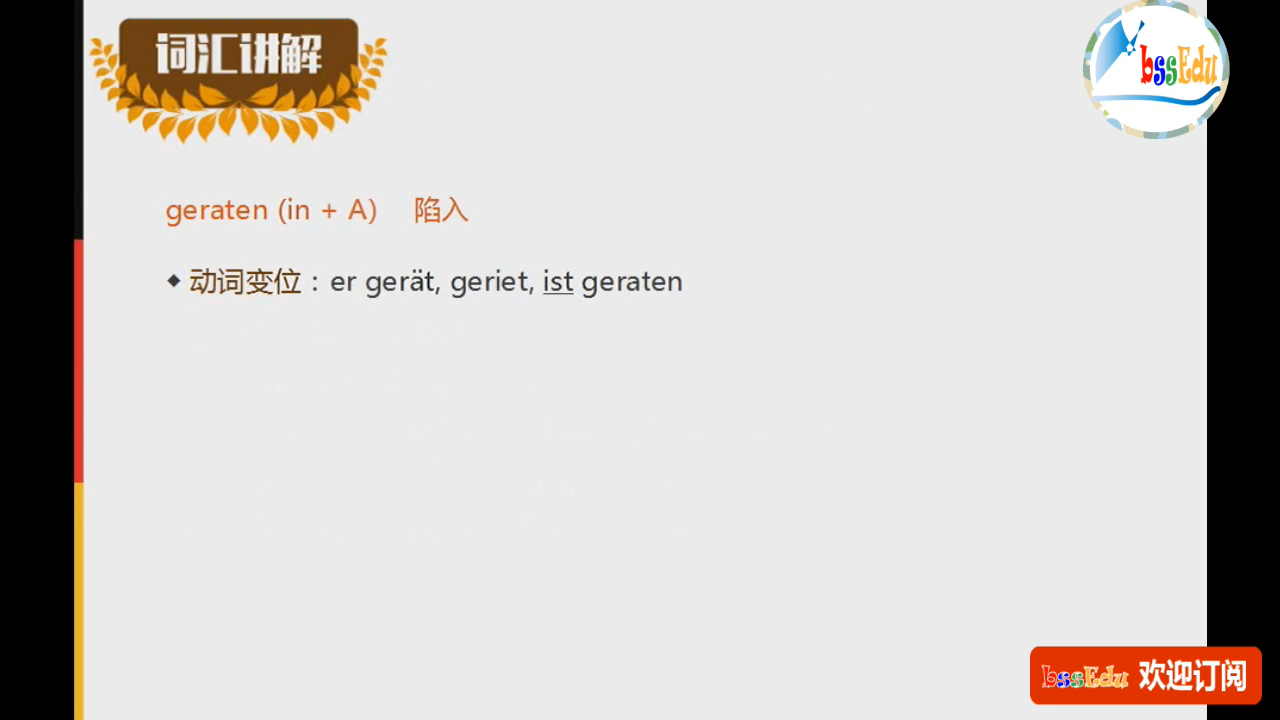 词汇讲解
bssEdu
geraten (in + A) 陷入
◆ 动词变位：er gerät, geriet, ist geraten
bssEdu 欢迎订阅